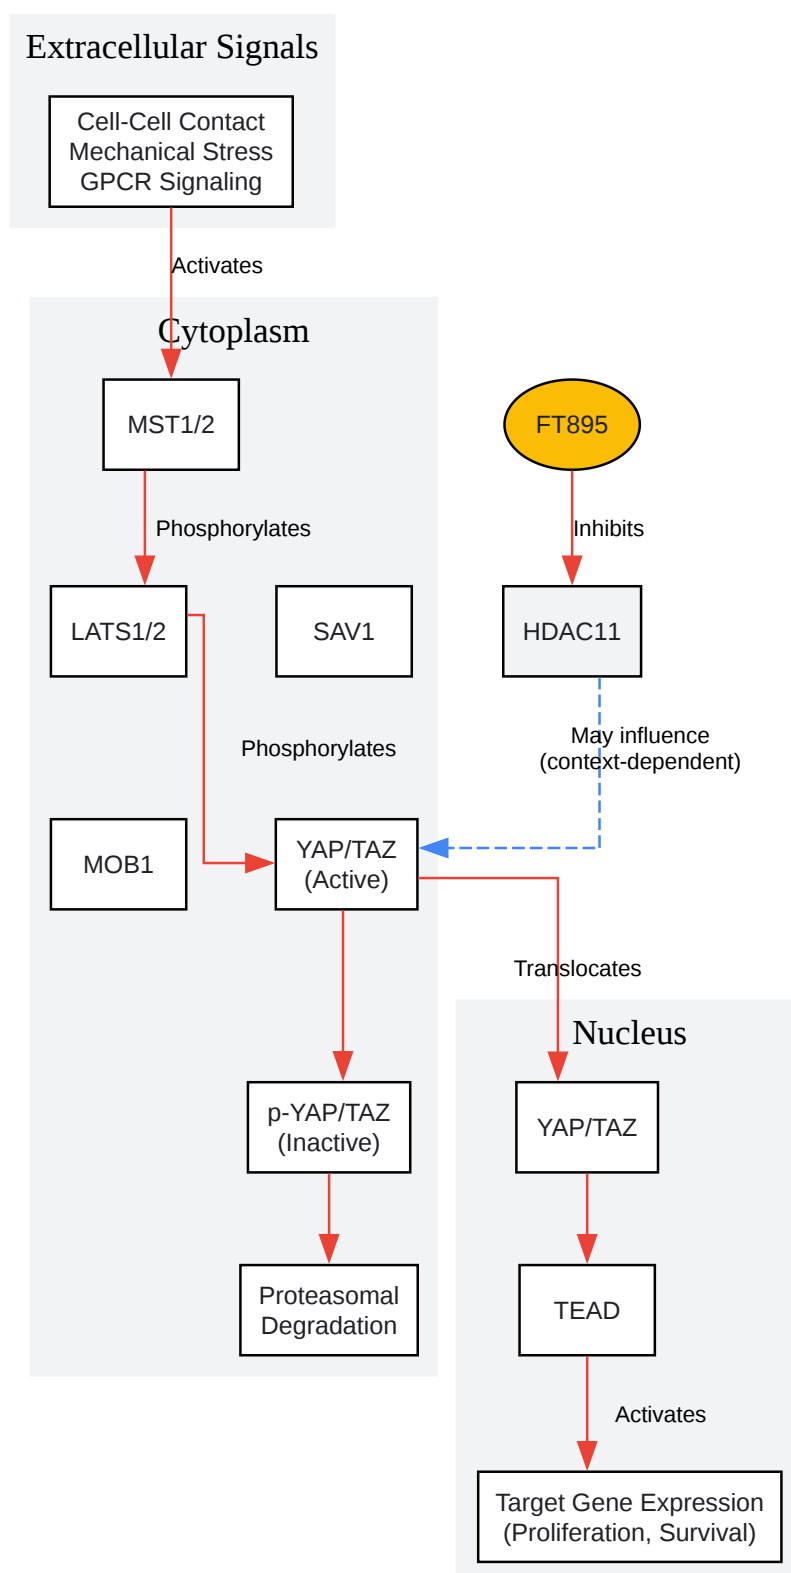 Extracellular Signals
Cell-Cell Contact
Mechanical Stress
GPCR Signaling
Activates
Cytoplasm
MST1/2
FT895
Phosphorylates
Inhibits
LATS1/2
SAV1
HDAC11
Phosphorylates
May influence
(context-dependent)
MOB1
YAP/TAZ
(Active)
Translocates
Nucleus
p-YAP/TAZ
(Inactive)
YAP/TAZ
Proteasomal
Degradation
TEAD
Activates
Target Gene Expression
(Proliferation, Survival)